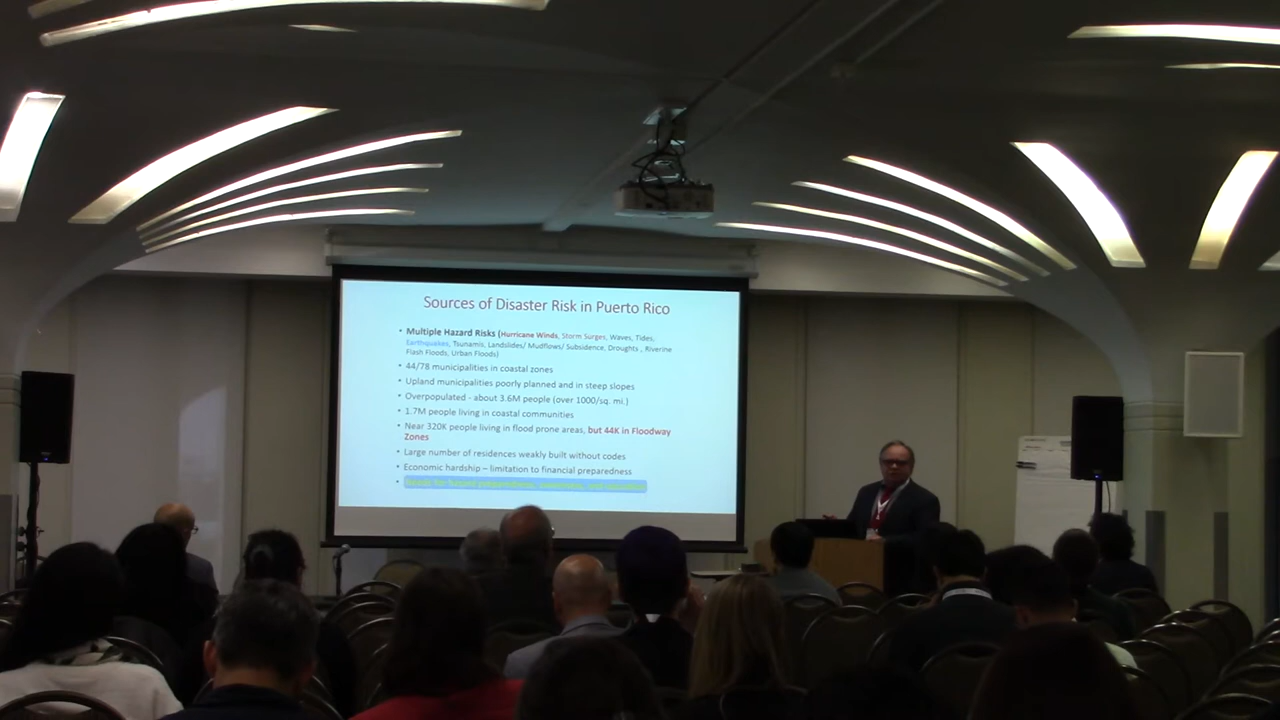 Sources of Disaster Risk in Puerto Rico
• Multiple Hazard Risks (Hurricane Winds, Storm Surges, Waves, Tides,
Earthquakes, Tsunamis, Landslides/ Mudflows/ Subsidence, Droughts , Riverine
Flash Floods, Urban Floods)
• 44/78 municipalities in coastal zones
• Upland municipalities poorly planned and in steep slopes
• Overpopulated - about 3.6M people (over 1000/sq. mi.)
• 1.7M people living in coastal communities
• Near 320K people living in flood prone areas, but 44K in Floodway
Zones
• Large number of residences weakly built without codes
• Economic hardship – limitation to financial preparedness